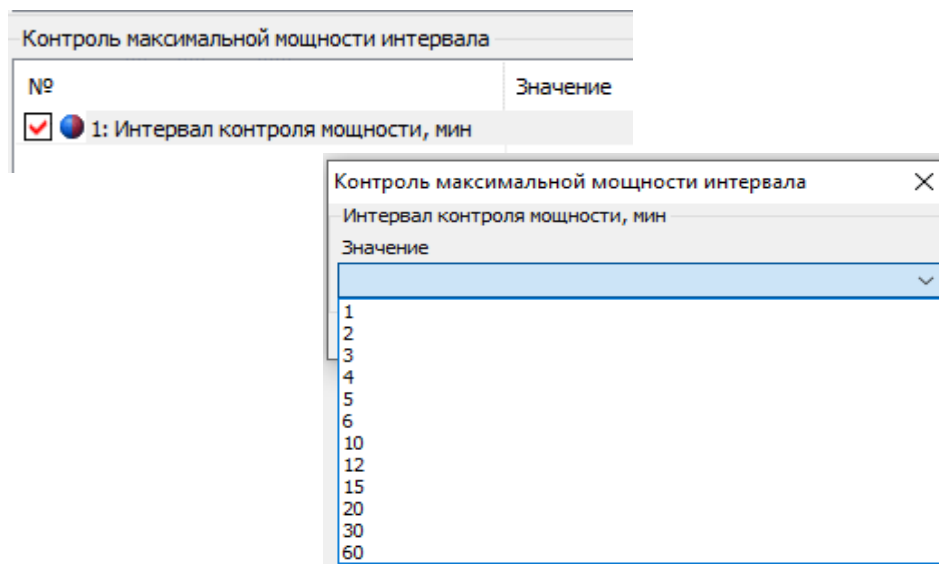 Контроль максимальной мощности интервала
№ Значение
1: Интервал контроля мощности, мин
Контроль максимальной мощности интервала
Интервал контроля мощности, мин
Значение
1
2
3
4
5
6
10
12
15
20
30
60